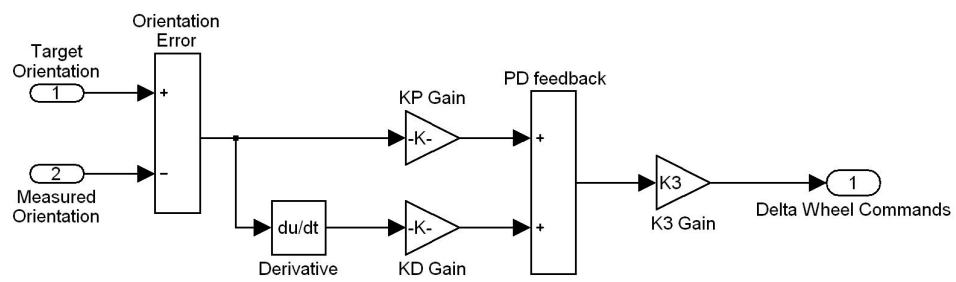 Orientation
Error
Target
Orientation
1
+
2
−
Measured
Orientation
KP Gain
-K-
du/dt
Derivative
-K-
KD Gain
PD feedback
+
+
K3
K3 Gain
1
Delta Wheel Commands